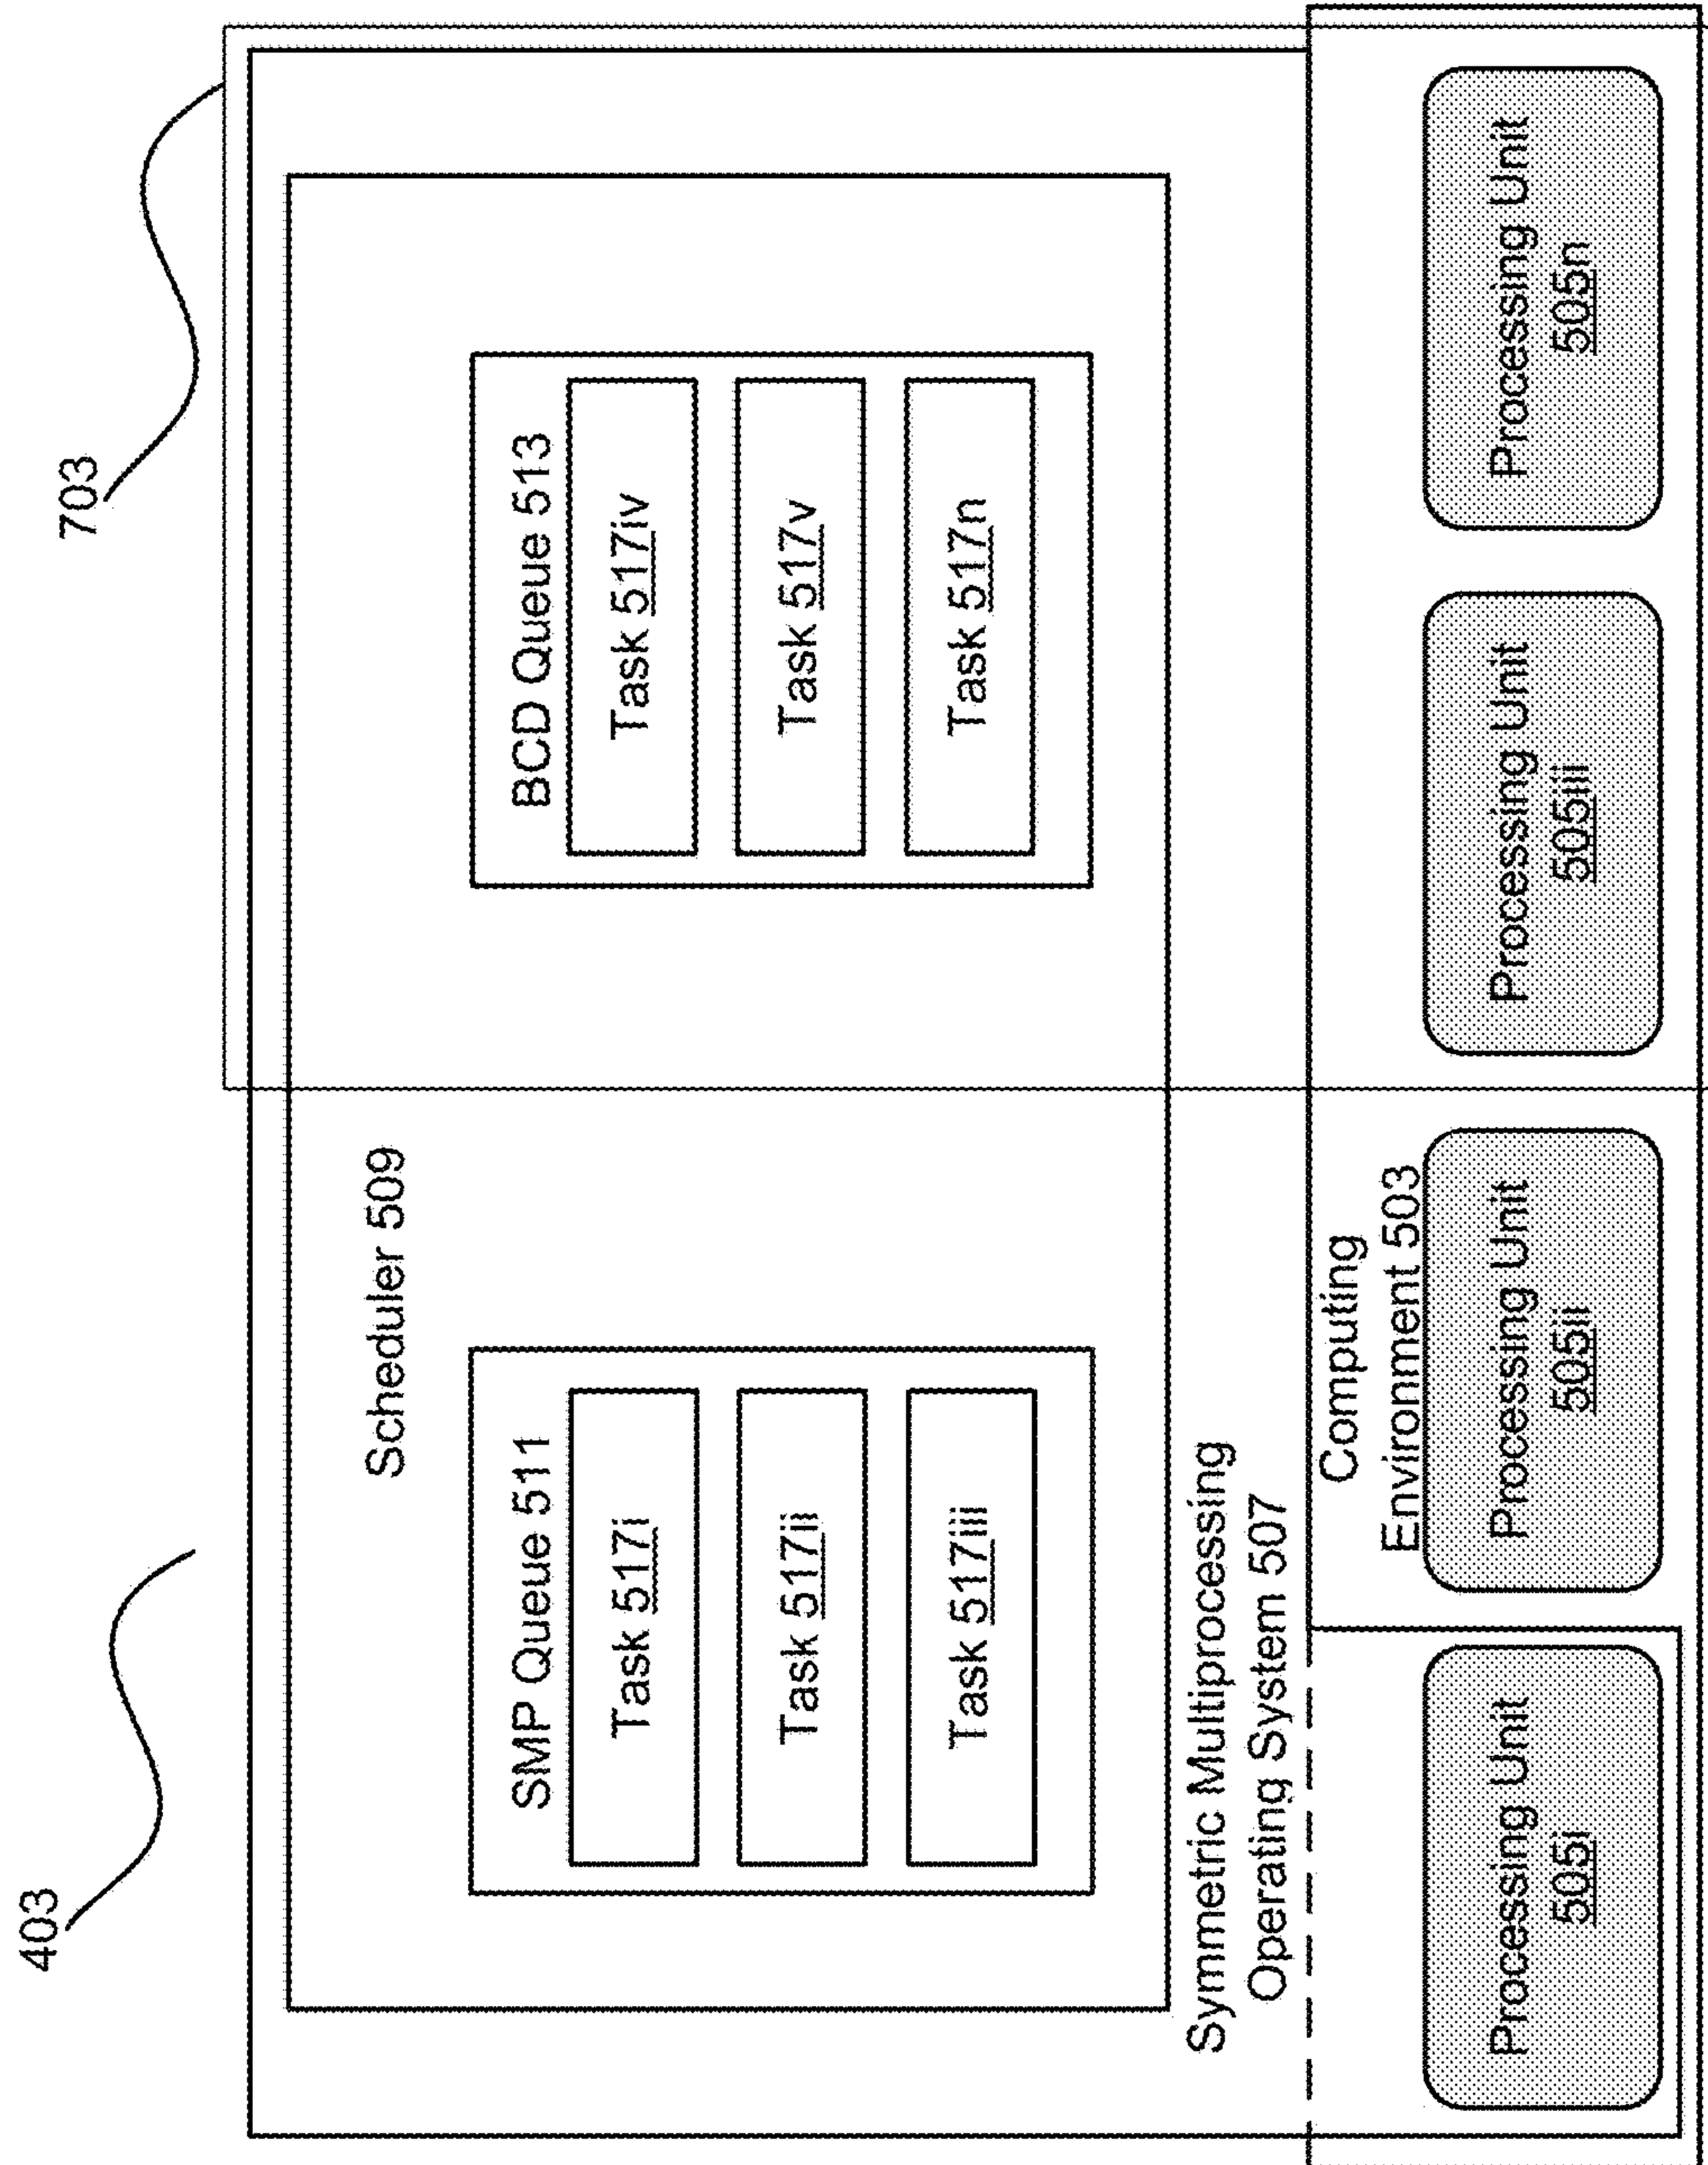 403
703
Scheduler 509
SMP Queue 511
Task 517i
Task 517ii
Task 517iii
BCD Queue 513
Task 517iv
Task 517v
Task 517n
Symmetric Multiprocessing
Operating System 507
Computing
Environment 503
Processing Unit
505i
Processing Unit
505ii
Processing Unit
505iii
Processing Unit
505n